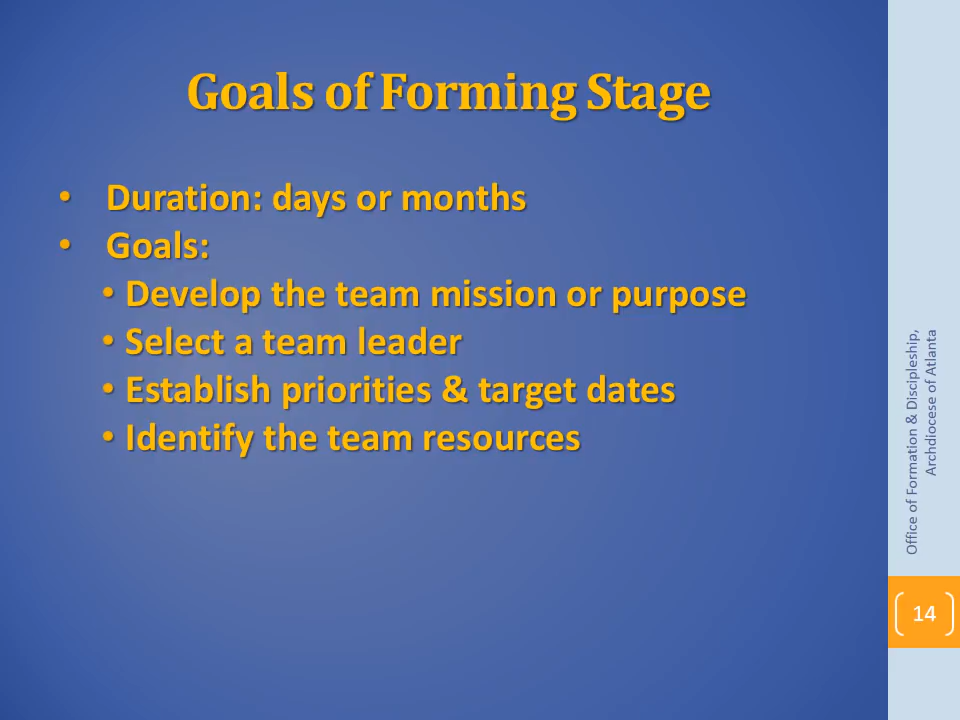 Goals of Forming Stage
• Duration: days or months
• Goals:
• Develop the team mission or purpose
• Select a team leader
• Establish priorities & target dates
• Identify the team resources
Office of Formation & Discipleship,
Archdiocese of Atlanta
14